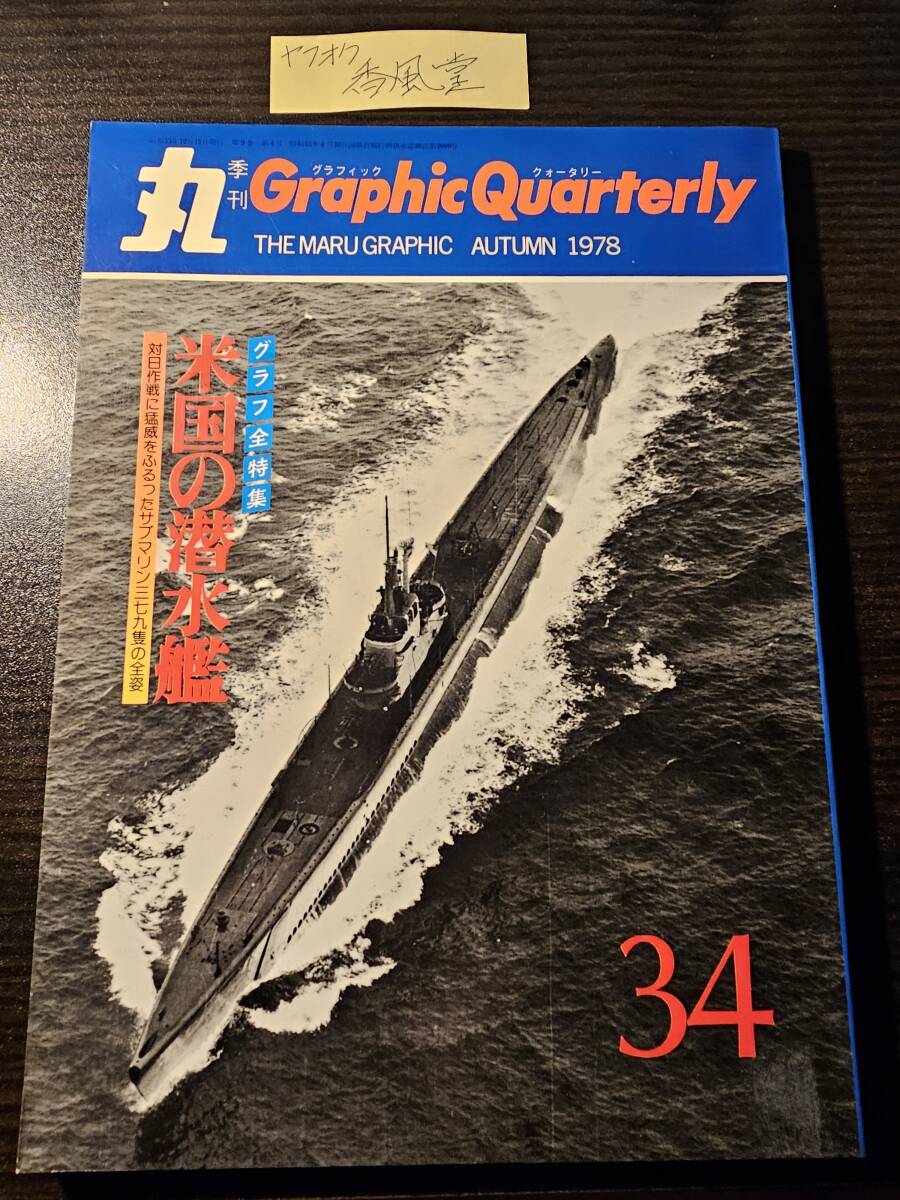 ヤフオク
香風堂
丸
季刊
グラフィック クォータリー
Graphic Quarterly
THE MARU GRAPHIC AUTUMN 1978
グラフ全特集
米国の潜水艦
対日作戦に猛威をふるったサブマリン三七九隻の全姿
34